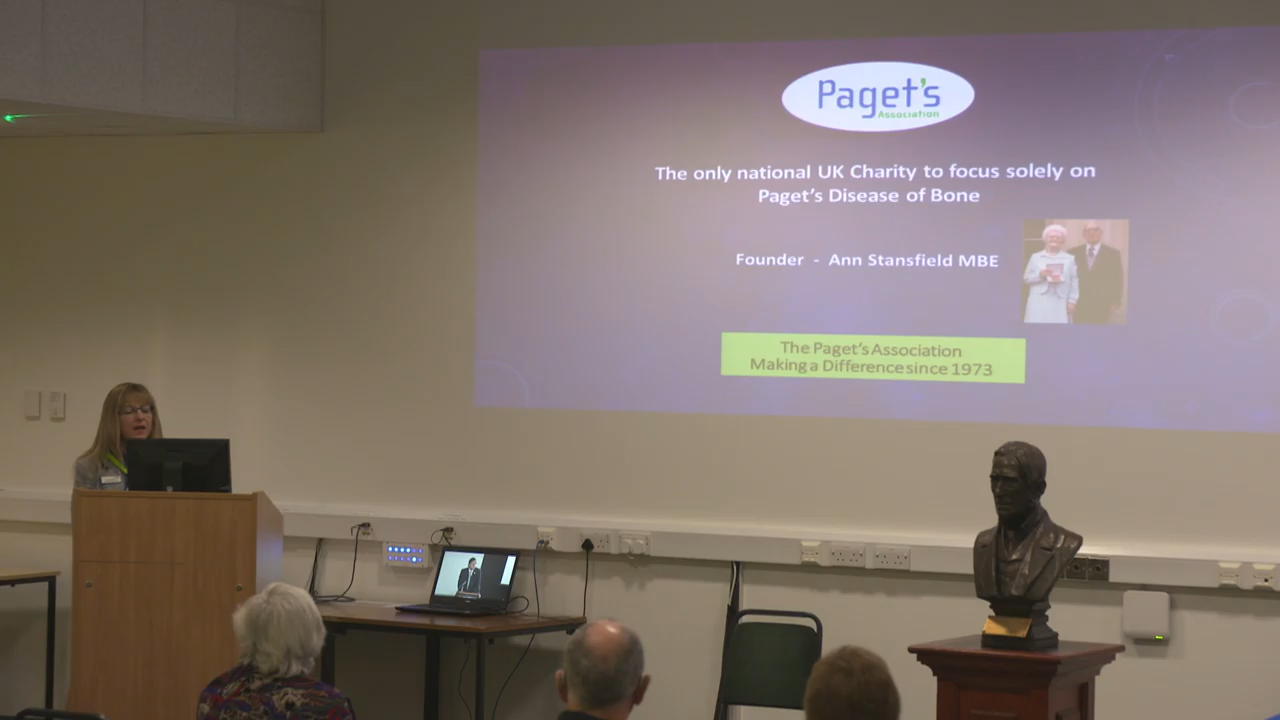 Paget's
Association
The only national UK Charity to focus solely on
Paget's Disease of Bone
Founder - Ann Stansfield MBE
The Paget's Association
Making a Difference since 1973